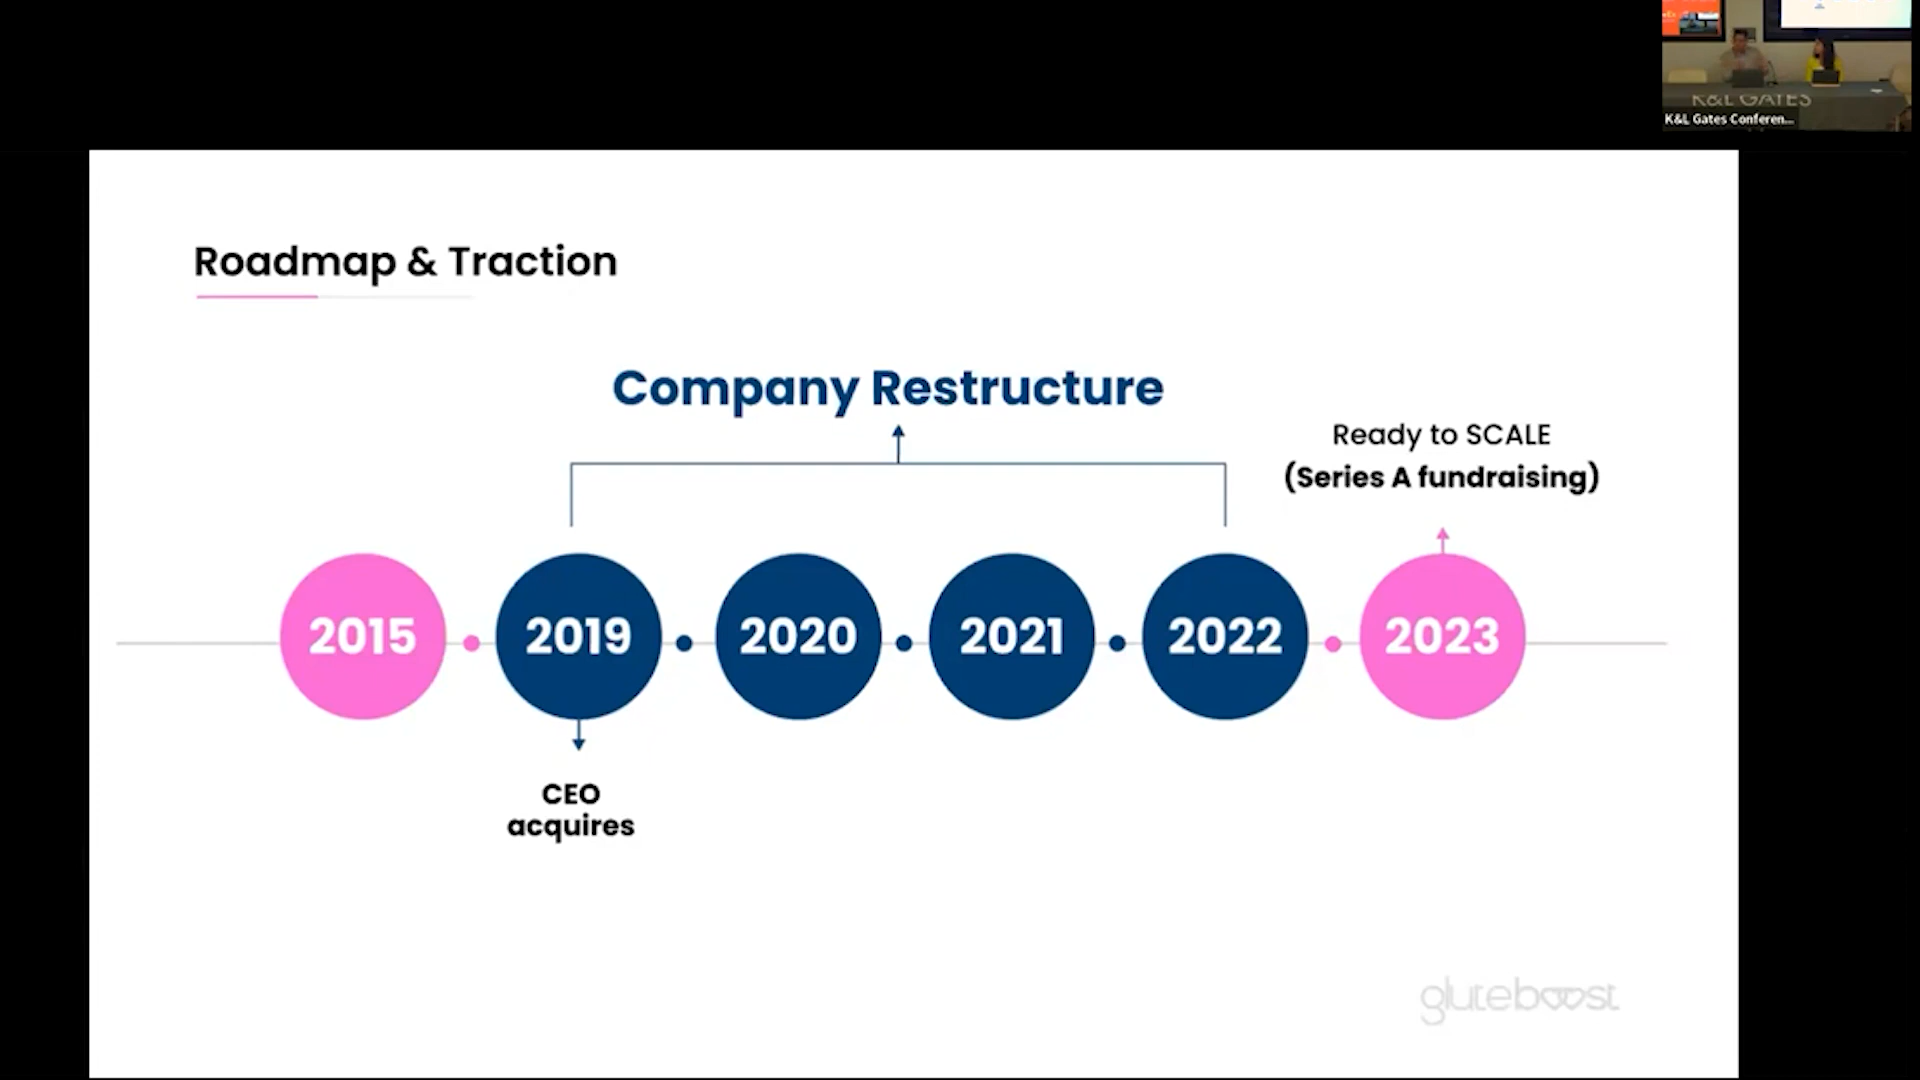 K&L GATES
K&L Gates Conferen...
Roadmap & Traction
Company Restructure
Ready to SCALE
(Series A fundraising)
2015
2019
2020
2021
2022
2023
CEO
acquires
gluteboost